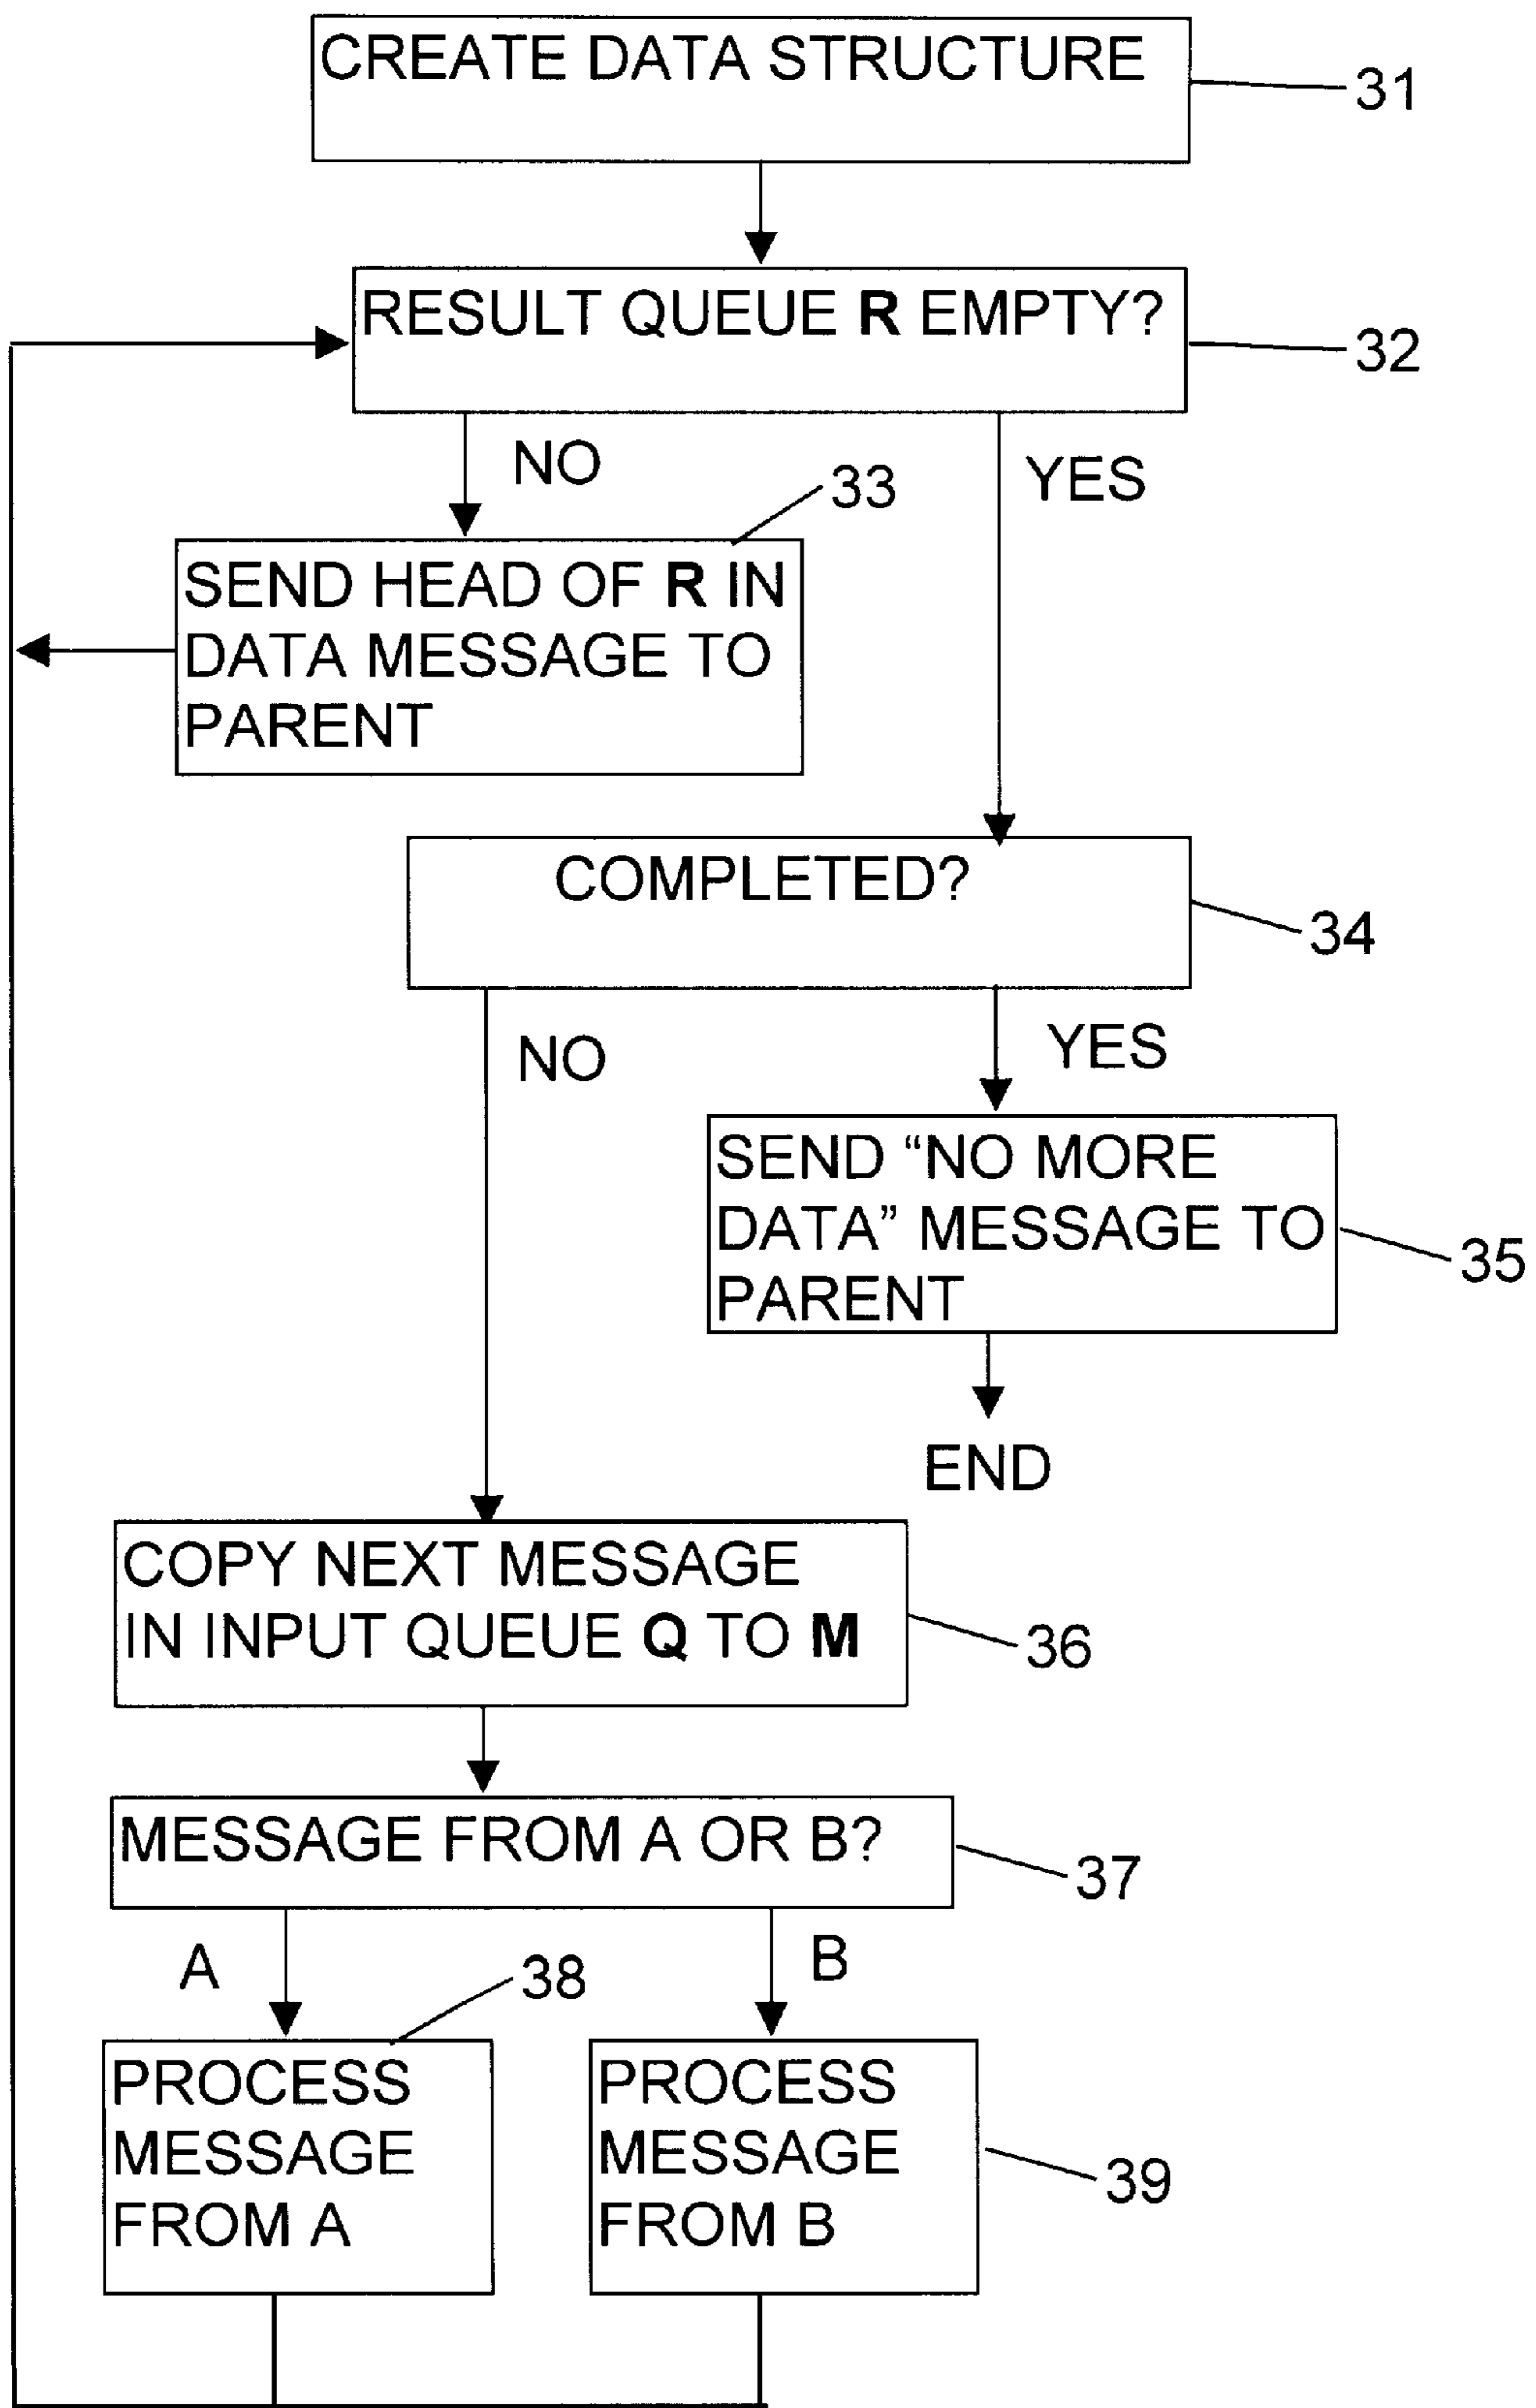 CREATE DATA STRUCTURE
31
RESULT QUEUE R EMPTY?
32
NO
YES
33
SEND HEAD OF R IN
DATA MESSAGE TO
PARENT
COMPLETED?
34
NO
YES
SEND “NO MORE
DATA” MESSAGE TO
PARENT
35
END
COPY NEXT MESSAGE
IN INPUT QUEUE Q TO M
36
MESSAGE FROM A OR B?
37
A
B
38
PROCESS
MESSAGE
FROM A
PROCESS
MESSAGE
FROM B
39